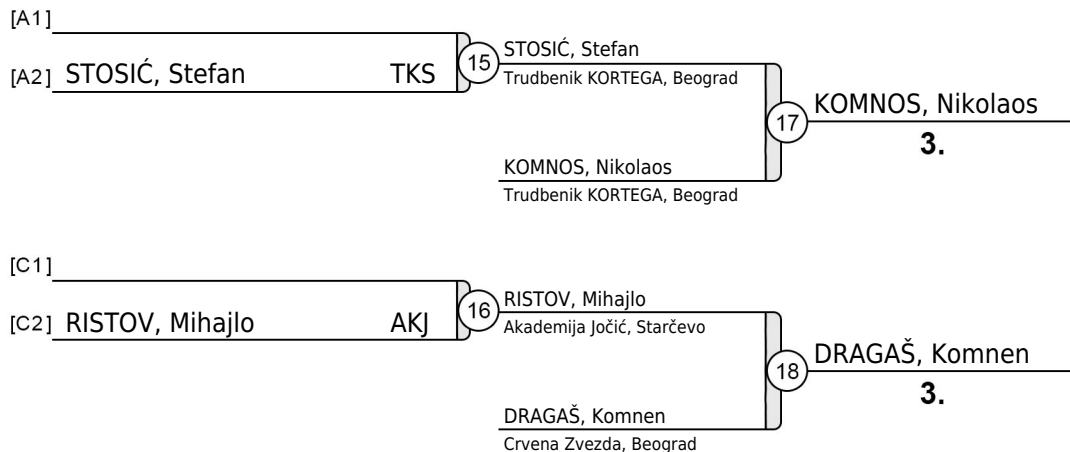 [A1]
[A2] STOSIĆ, Stefan TKS
15
STOSIĆ, Stefan
Trudbenik KORTEGA, Beograd
17
KOMNOS, Nikolaos
3.
KOMNOS, Nikolaos
Trudbenik KORTEGA, Beograd
[C1]
[C2] RISTOV, Mihajlo AKJ
16
RISTOV, Mihajlo
Akademija Jočić, Starčevo
18
DRAGAŠ, Komnen
3.
DRAGAŠ, Komnen
Crvena Zvezda, Beograd